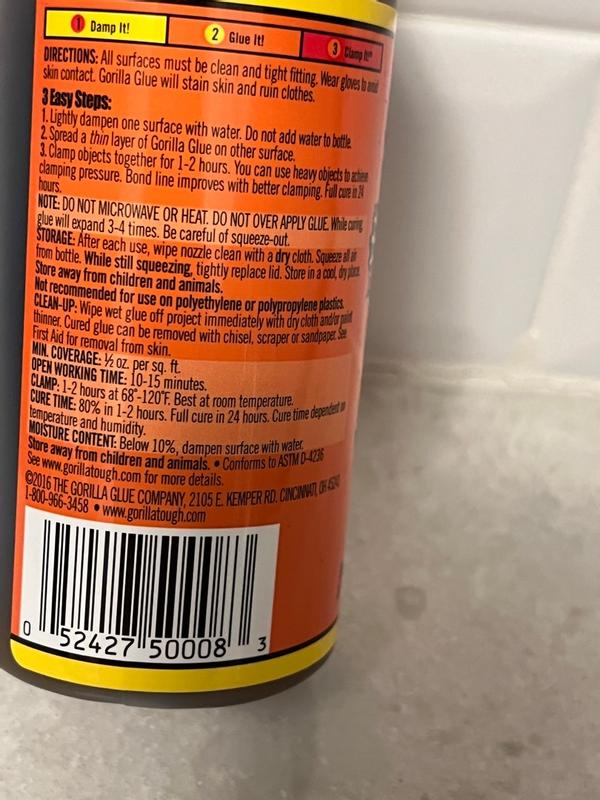 1 Damp It! 2 Glue It! 3 Clamp It!
DIRECTIONS: All surfaces must be clean and tight fitting. Wear gloves to avoid
skin contact. Gorilla Glue will stain skin and ruin clothes.
3 Easy Steps:
1. Lightly dampen one surface with water. Do not add water to bottle.
2. Spread a thin layer of Gorilla Glue on other surface.
3. Clamp objects together for 1-2 hours. You can use heavy objects to achieve
clamping pressure. Bond line improves with better clamping. Full cure in 24
hours.
NOTE: DO NOT MICROWAVE OR HEAT. DO NOT OVER APPLY GLUE. While curing,
glue will expand 3-4 times. Be careful of squeeze-out.
STORAGE: After each use, wipe nozzle clean with a dry cloth. Squeeze all air
from bottle. While still squeezing, tightly replace lid. Store in a cool, dry place.
Store away from children and animals.
Not recommended for use on polyethylene or polypropylene plastics.
CLEAN-UP: Wipe wet glue off project immediately with dry cloth and/or paint
thinner. Cured glue can be removed with chisel, scraper or sandpaper. See
First Aid for removal from skin.
MIN. COVERAGE: ½ oz. per sq. ft.
OPEN WORKING TIME: 10-15 minutes.
CLAMP: 1-2 hours at 68°-120°F. Best at room temperature.
CURE TIME: 80% in 1-2 hours. Full cure in 24 hours. Cure time dependent on
temperature and humidity.
MOISTURE CONTENT: Below 10%, dampen surface with water.
Store away from children and animals. • Conforms to ASTM D-4236
See www.gorillatough.com for more details.
©2016 THE GORILLA GLUE COMPANY, 2105 E. KEMPER RD. CINCINNATI, OH 45241
1-800-966-3458 • www.gorillatough.com
0 52427 50008 3